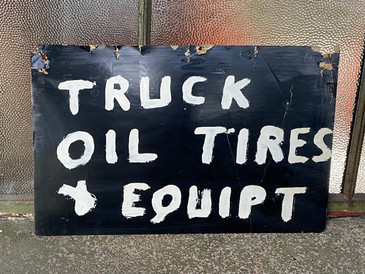 TRUCK
OIL TIRES
& EQUIPT